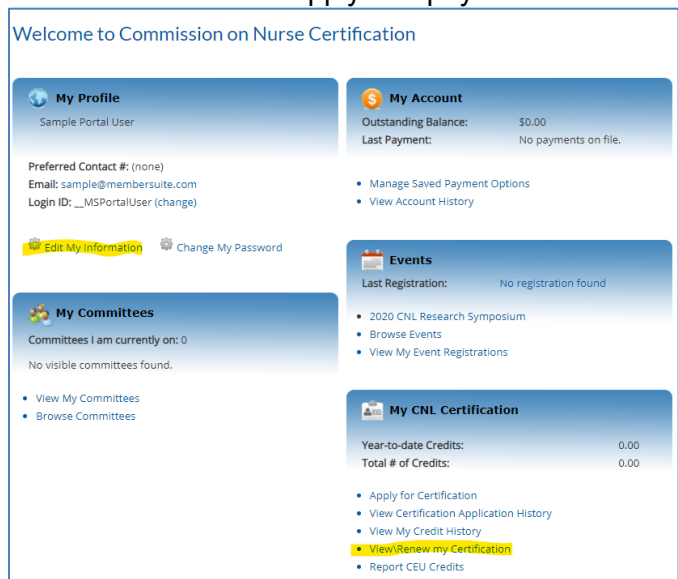 Welcome to Commission on Nurse Certification
My Profile
Sample Portal User
Preferred Contact #: (none)
Email: sample@membersuite.com
Login ID: __MSPortalUser (change)
Edit My Information Change My Password
My Committees
Committees I am currently on: 0
No visible committees found.
• View My Committees
• Browse Committees
My Account
Outstanding Balance: $0.00
Last Payment: No payments on file.
• Manage Saved Payment Options
• View Account History
Events
Last Registration: No registration found
• 2020 CNL Research Symposium
• Browse Events
• View My Event Registrations
My CNL Certification
Year-to-date Credits: 0.00
Total # of Credits: 0.00
• Apply for Certification
• View Certification Application History
• View My Credit History
• View\Renew my Certification
• Report CEU Credits